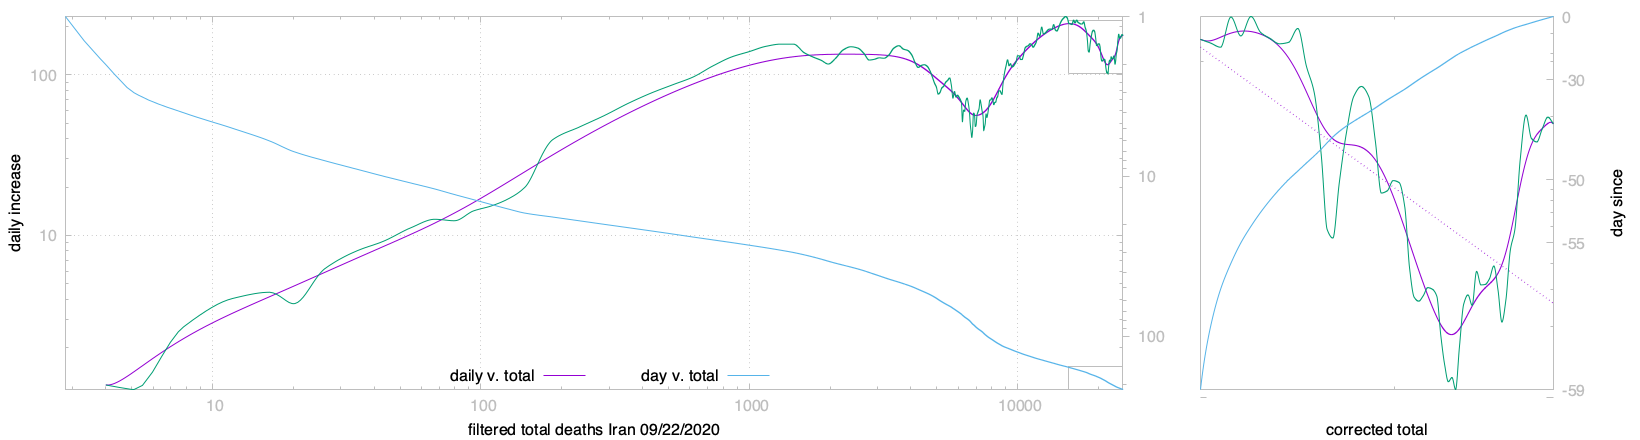 1
0
100
-30
10
-50
10
-55
100
daily v. total
day v. total
-59
10
100
1000
10000
daily increase
day since
filtered total deaths Iran 09/22/2020
corrected total